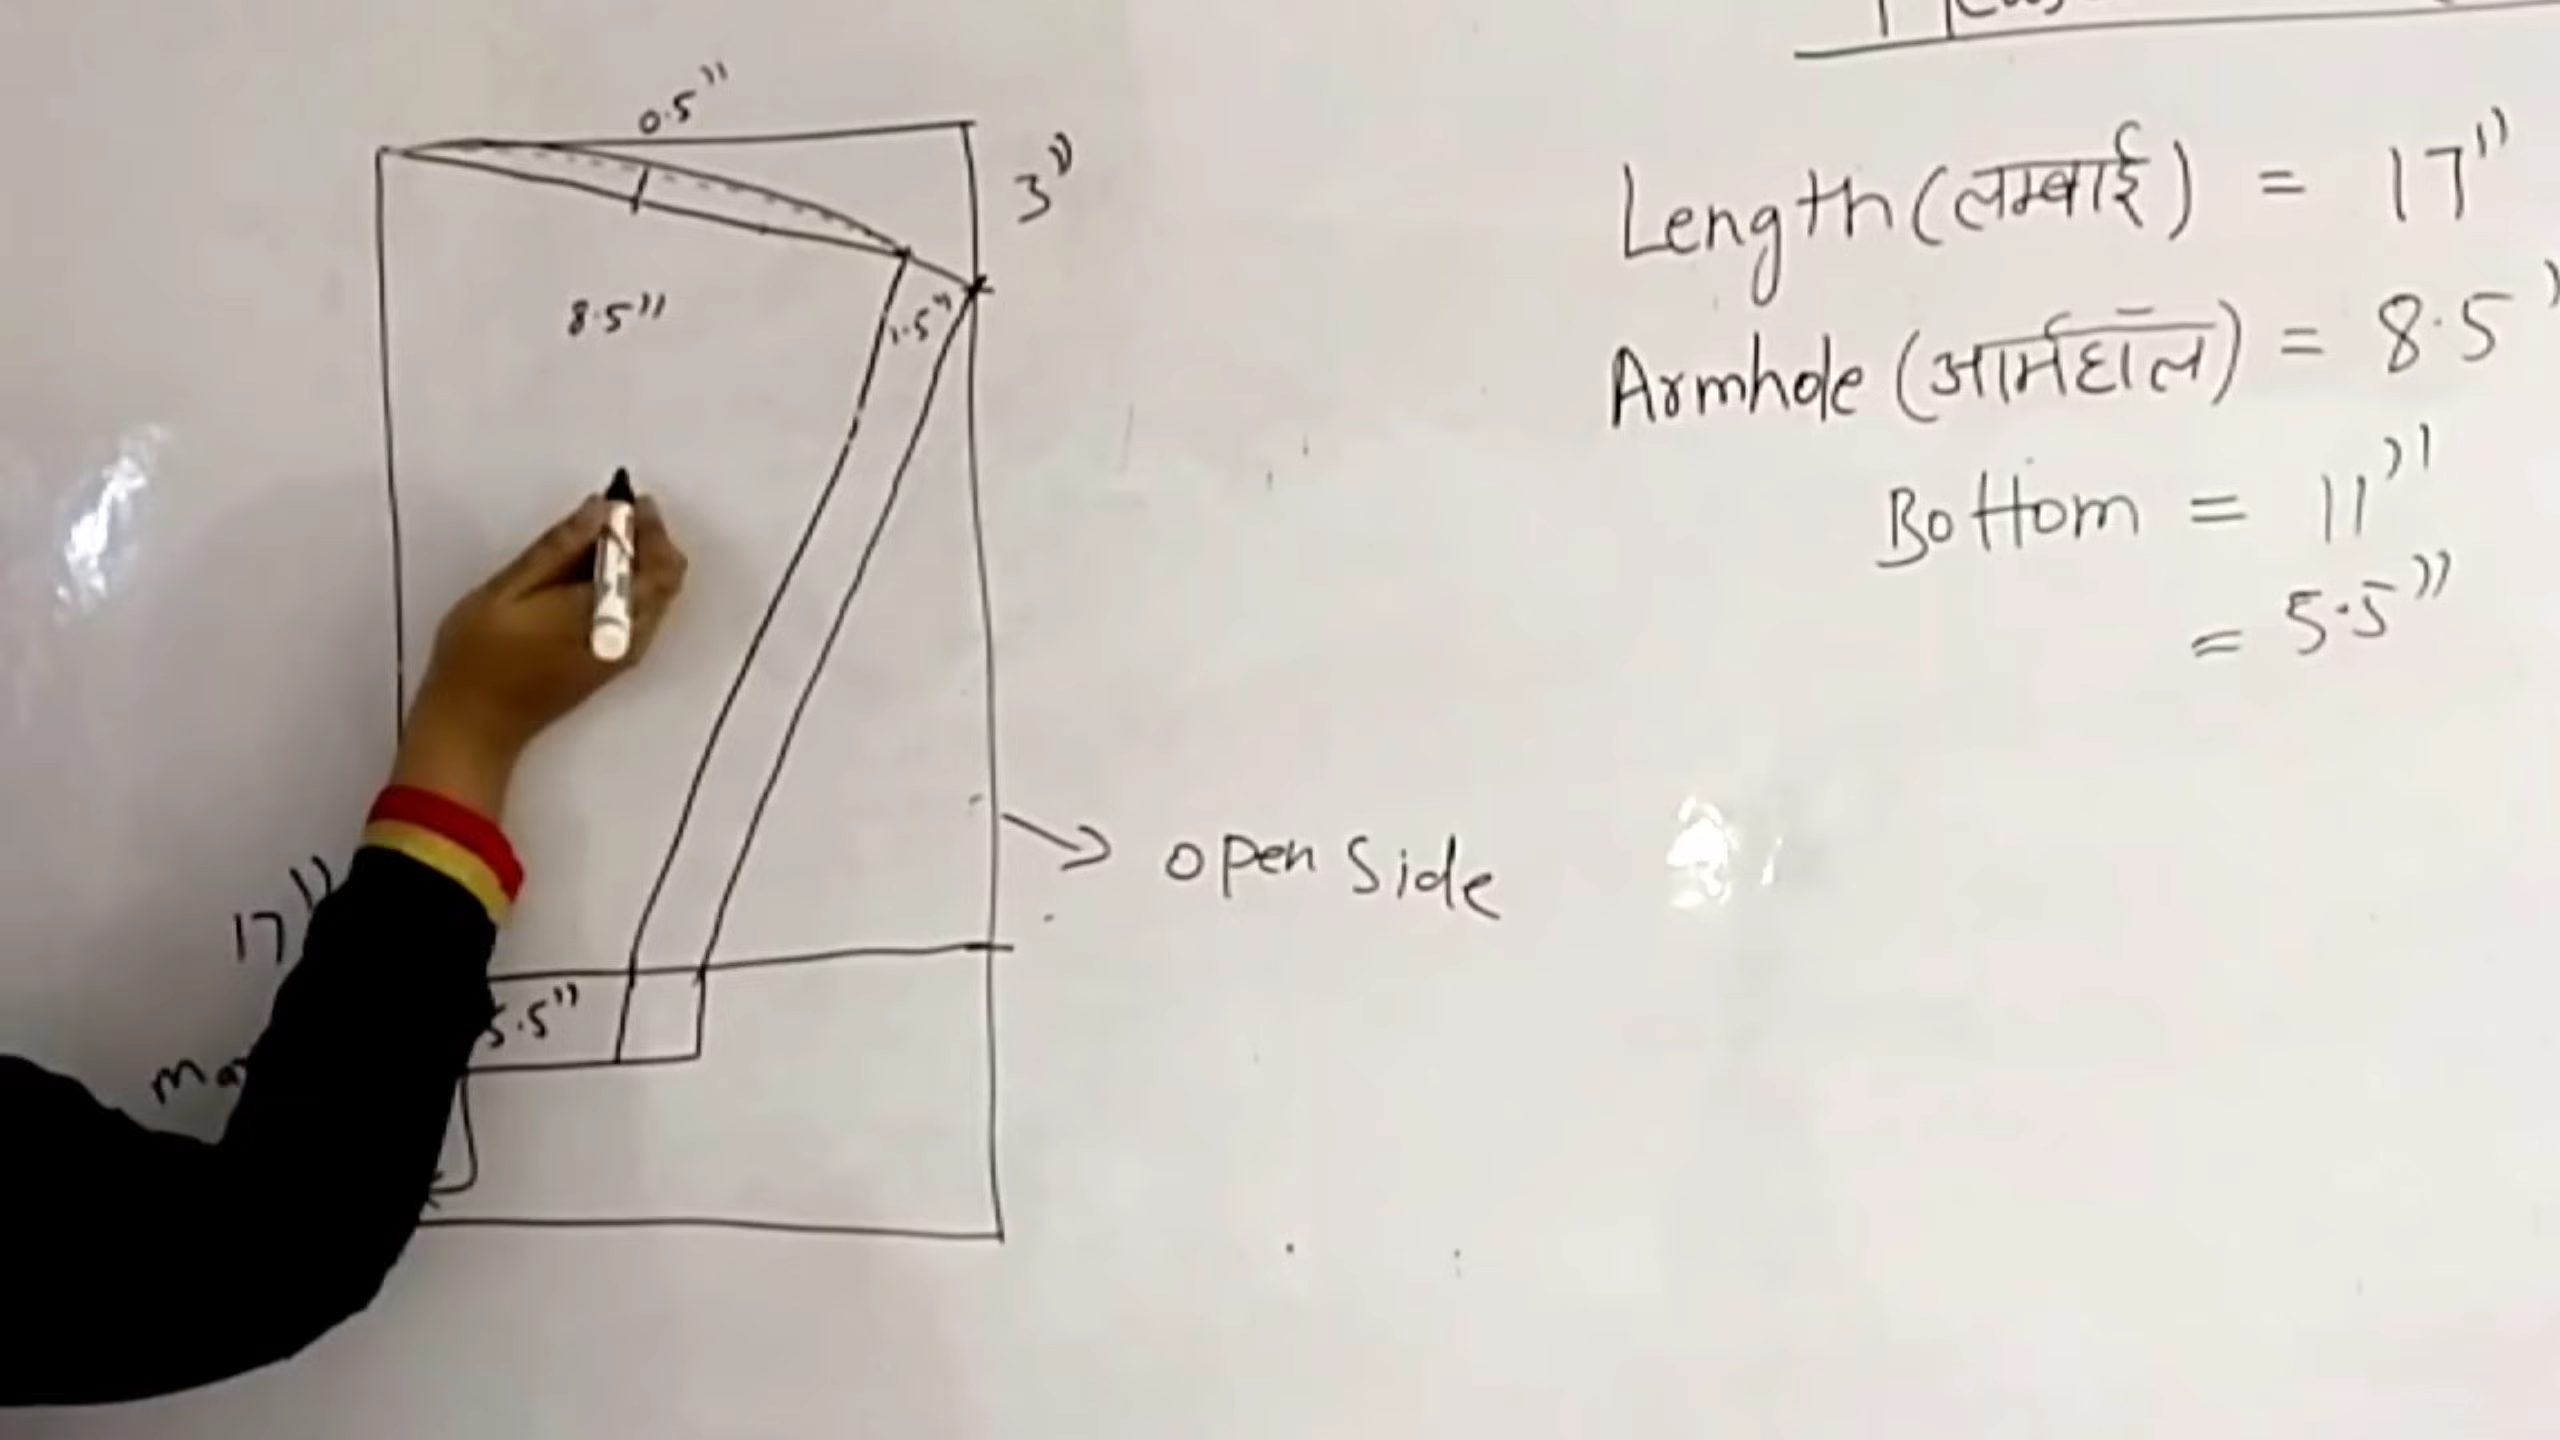 0.5"
3"
8.5"
1.5"
17"
5.5"
Open Side
Length (लम्बाई) = 17"
Armhole (आर्महॉल) = 8.5"
Bottom = 11"
= 5.5"